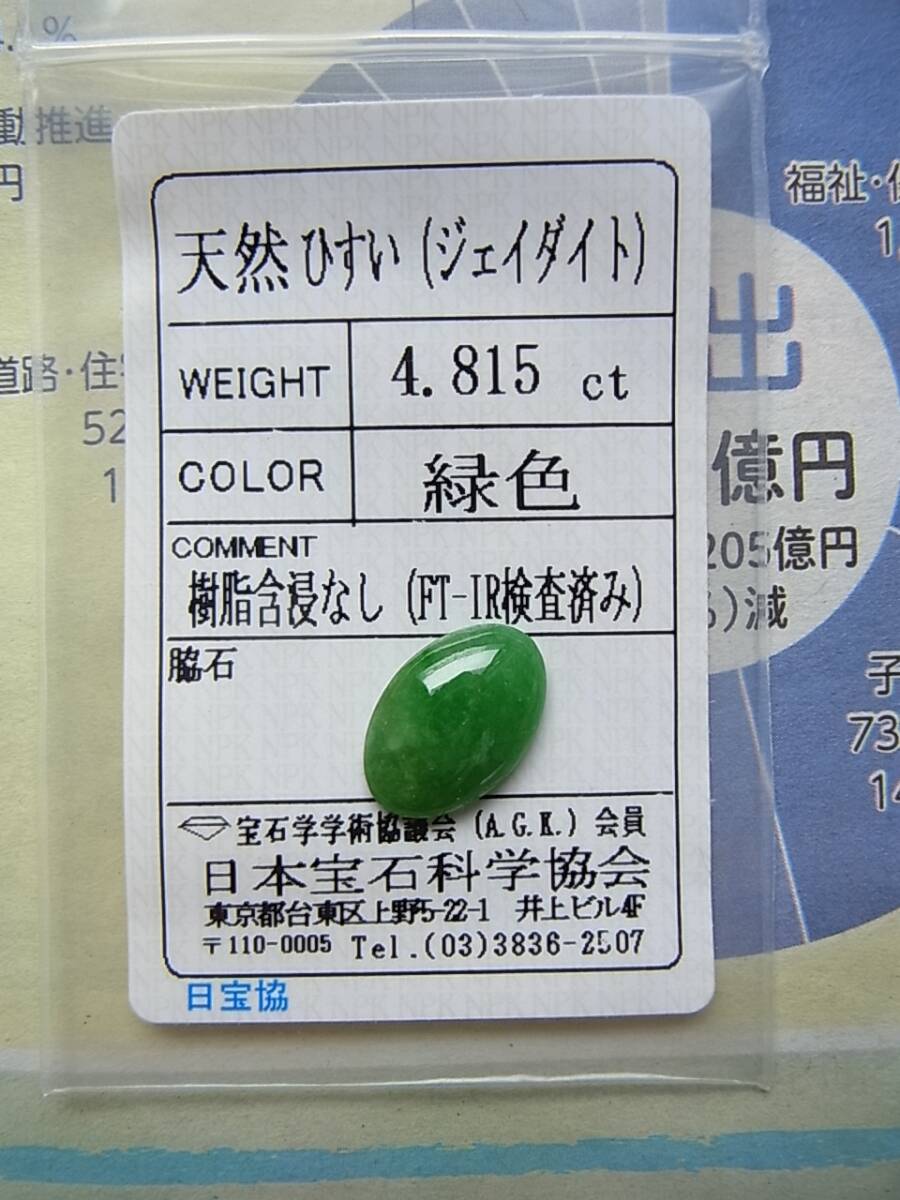 天然ひすい(ジェイダイト)
WEIGHT 4.815 ct
COLOR 緑色
COMMENT
樹脂含浸なし(FT-IR検査済み)
脇石
宝石学学術協議会(A.G.K.)会員
日本宝石科学協会
東京都台東区上野5-22-1 井上ビル4F
〒110-0005 Tel.(03)3836-2507
日宝協
%
動推進
円
道路・住
52
1
福祉・
1
出
億円
205億円
)減
子
73
14
NPK